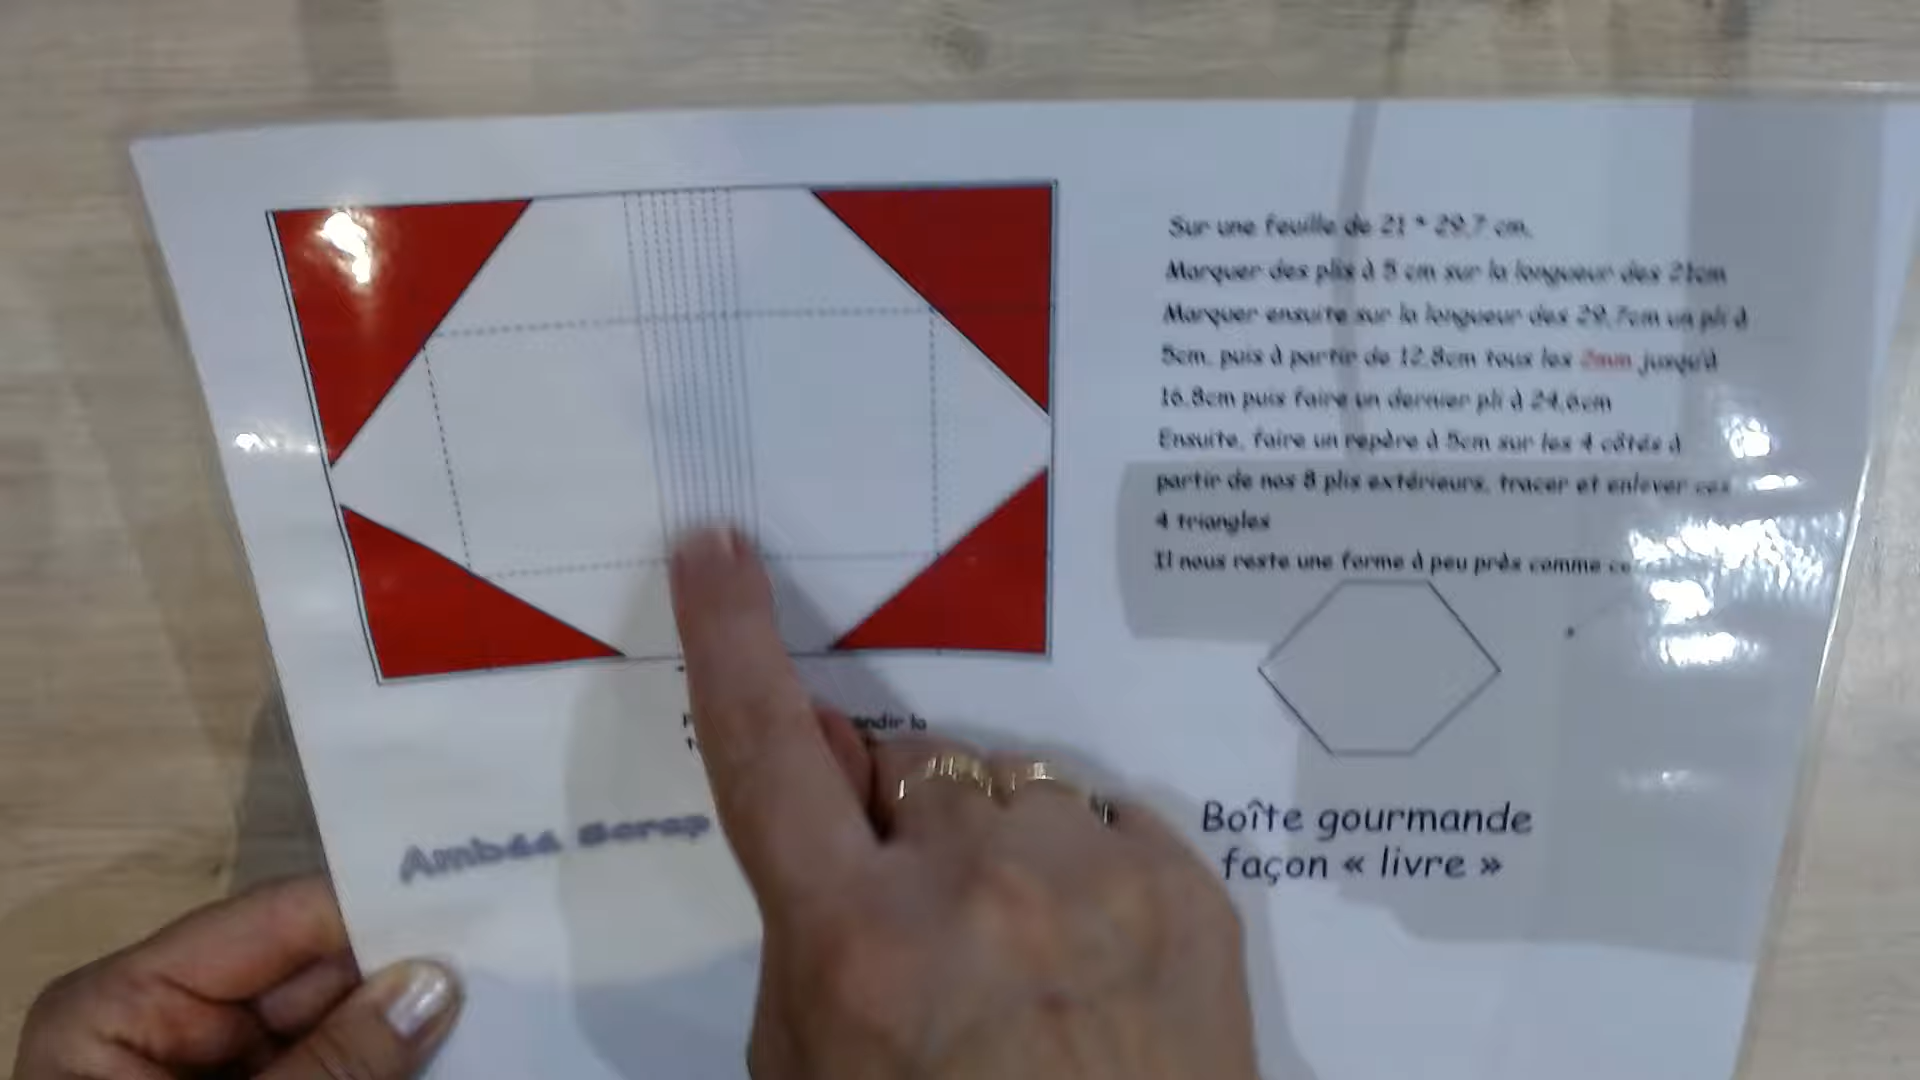 Sur une feuille de 21 * 29,7 cm.
Marquer des plis à 5 cm sur la longueur des 21cm
Marquer ensuite sur la longueur des 29,7cm un pli à
5cm, puis à partir de 12.8cm tous les 2mm jusqu'à
16.8cm puis faire un dernier pli à 24,6cm
Ensuite, faire un repère à 5cm sur les 4 côtés à
partir de nos 8 plis extérieurs, tracer et enlever ces
4 triangles
Il nous reste une forme à peu près comme
la
Ambéé Scrap
Boîte gourmande
façon « livre »